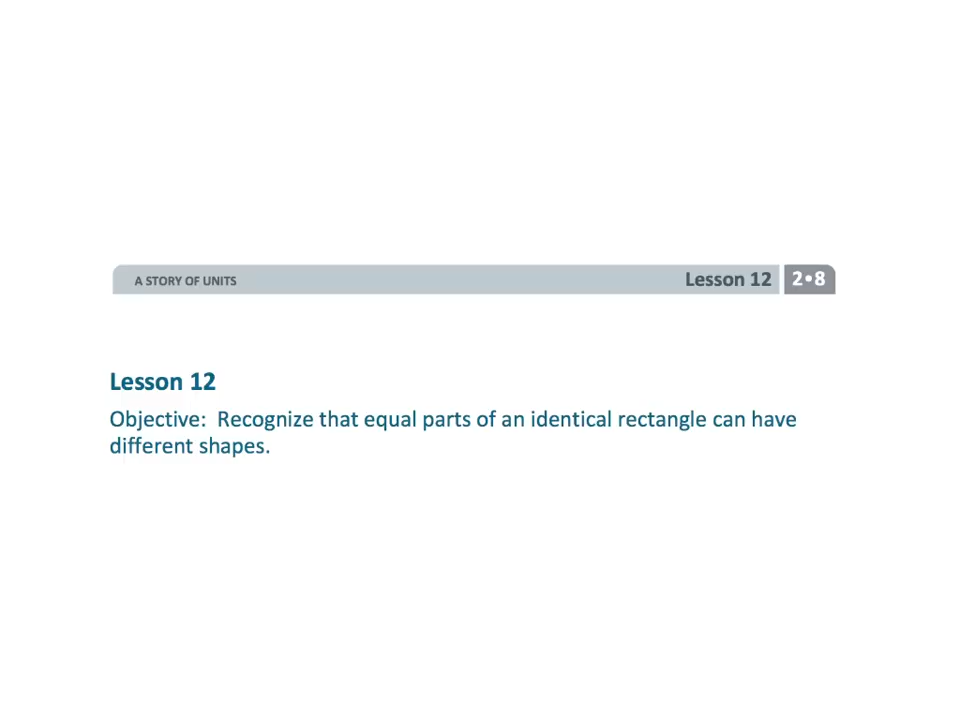 A STORY OF UNITS
Lesson 12
2•8
Lesson 12
Objective: Recognize that equal parts of an identical rectangle can have
different shapes.